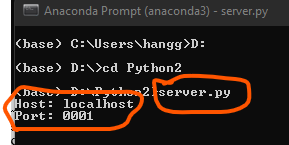 Anaconda Prompt (anaconda3) - server.py
(base) C:\Users\hangg>D:
(base) D:\>cd Python2
(base) D:\Python2>server.py
Host: localhost
Port: 0001